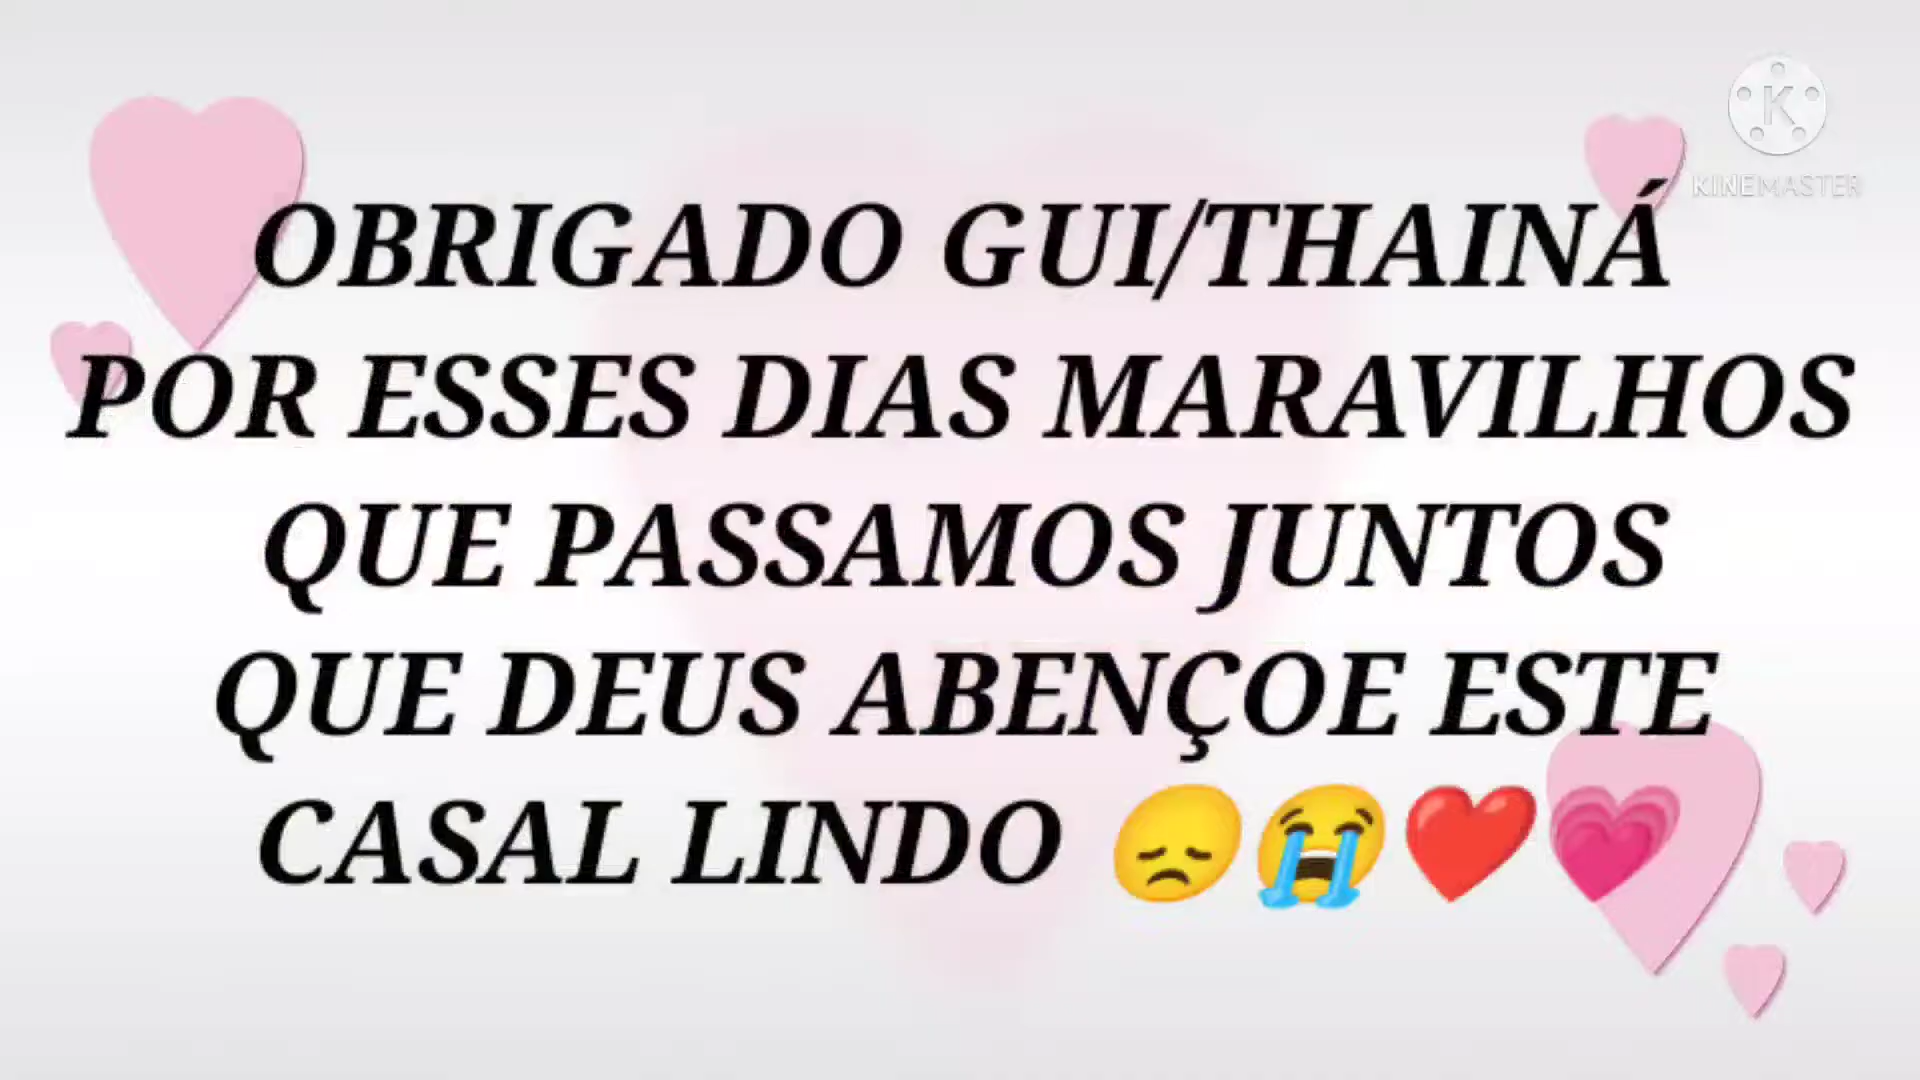 KINEMASTER
OBRIGADO GUI/THAINÁ
POR ESSES DIAS MARAVILHOS
QUE PASSAMOS JUNTOS
QUE DEUS ABENÇOE ESTE
CASAL LINDO 😞😭❤️💗